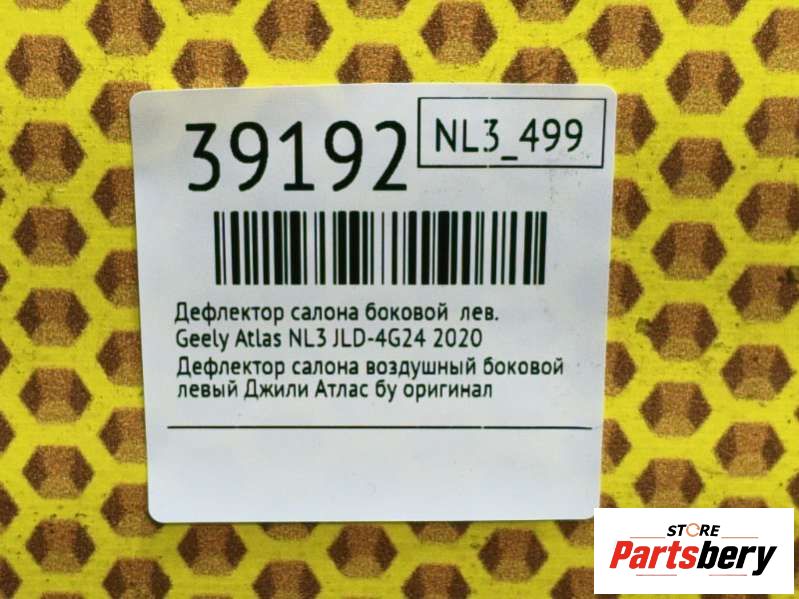 39192
NL3_499
Дефлектор салона боковой лев.
Geely Atlas NL3 JLD-4G24 2020
Дефлектор салона воздушный боковой
левый Джили Атлас бу оригинал
STORE
Partsbery